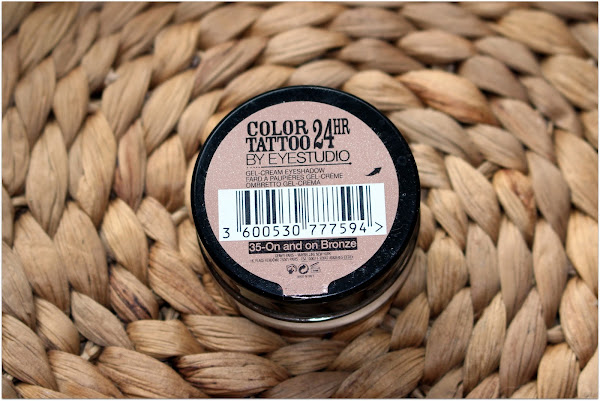 COLOR 24HR
TATTOO
BY EYESTUDIO
GEL-CREAM EYESHADOW
FARD À PAUPIÈRES GEL-CRÈME
OMBRETTO GEL-CREMA
3 600530 777594 >
35-On and on Bronze